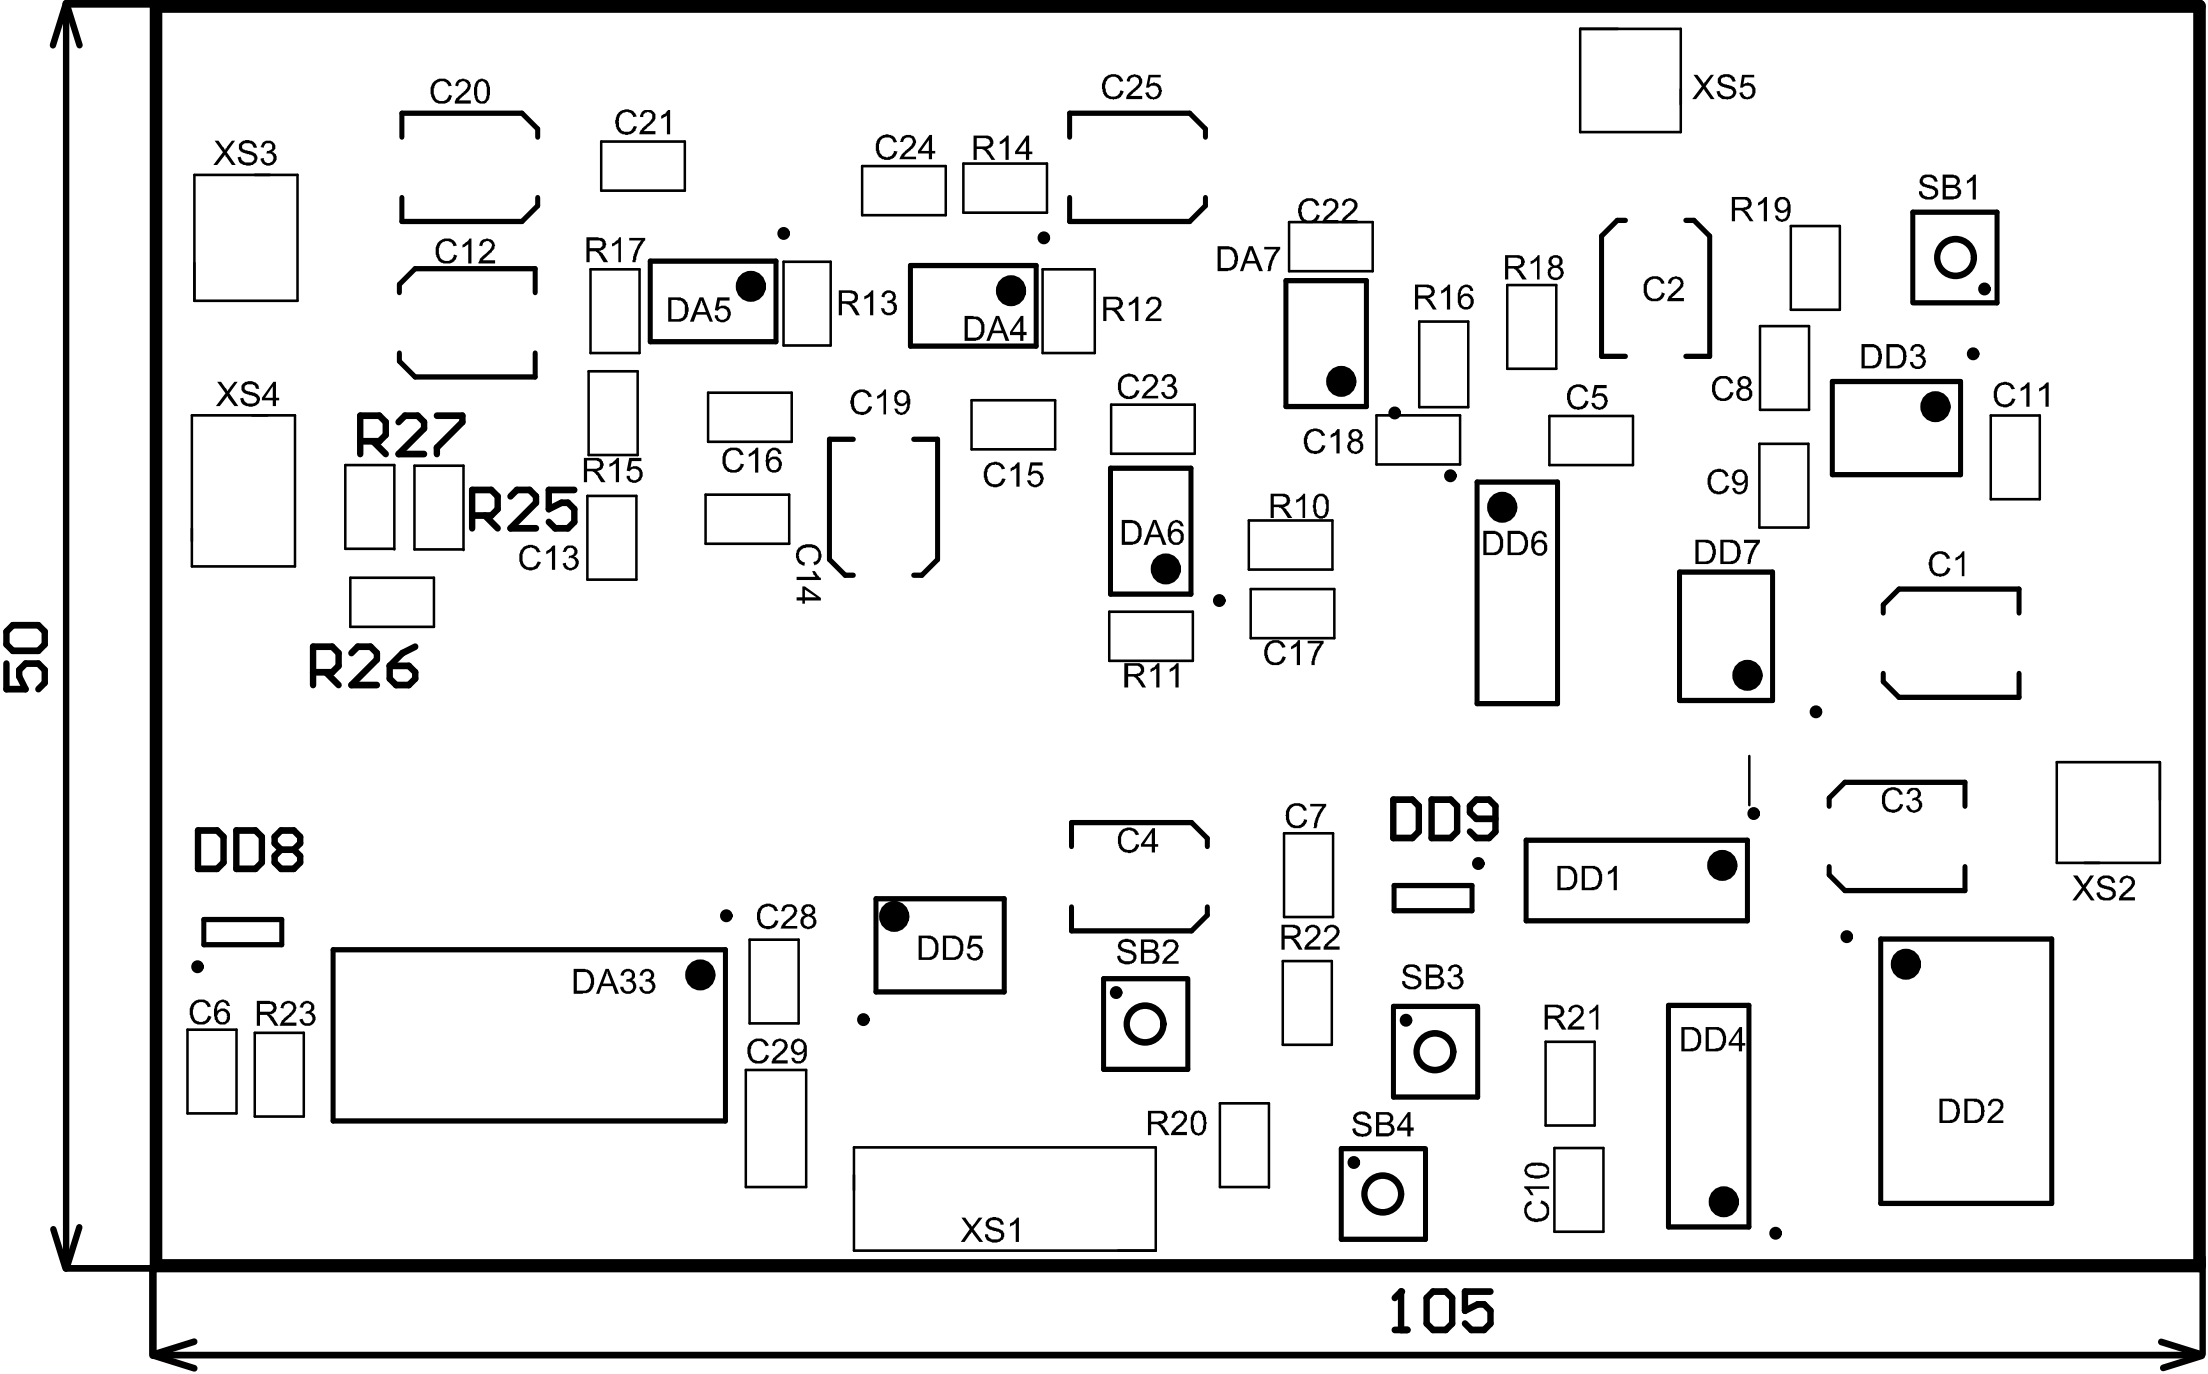 C20
C25
XS5
C21
XS3
C24
R14
SB1
C22
R19
R17
C12
DA7
R18
C2
R16
DA5
R13
DA4
R12
DD3
XS4
C23
C8
C5
C11
C19
R27
C18
R15
C16
C15
C9
R25
R10
DA6
DD6
C13
C14
DD7
C1
50
R26
C17
R11
C3
C7
DD9
C4
DD8
DD1
XS2
C28
R22
DD5
SB2
DA33
SB3
C6
R23
R21
DD4
C29
R20
SB4
DD2
C10
XS1
105